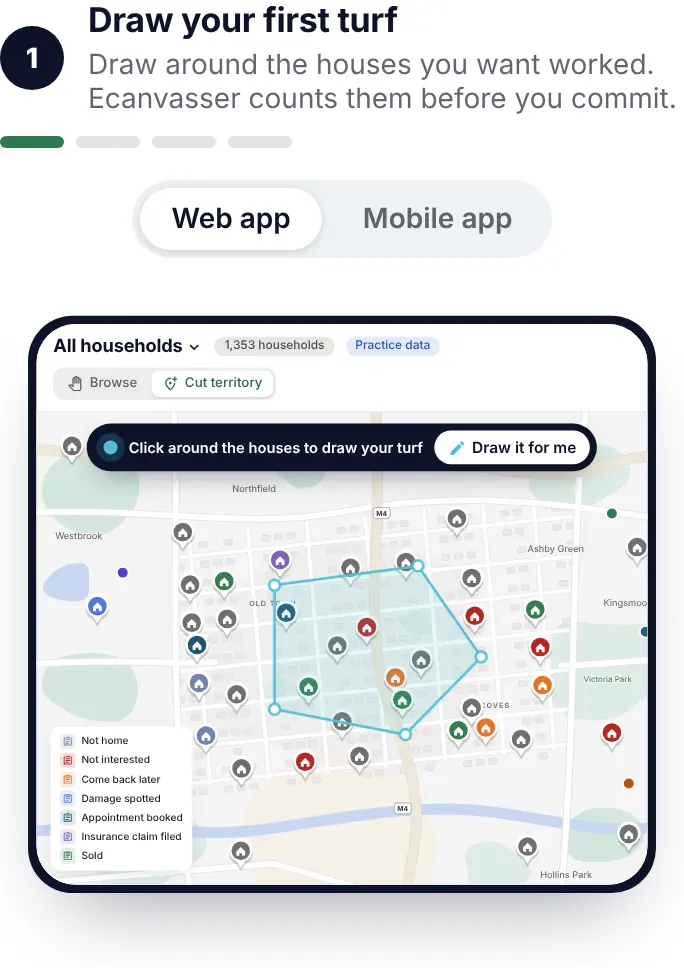 1
Draw your first turf
Draw around the houses you want worked.
Ecanvasser counts them before you commit.
Web app
Mobile app
All households
1,353 households
Practice data
Browse
Cut territory
Click around the houses to draw your turf
Draw it for me
Northfield
M4
Westbrook
Ashby Green
OLD T
Kingsmoo
Victoria Park
COVES
Not home
Not interested
Come back later
Damage spotted
Appointment booked
Insurance claim filed
Sold
M4
Hollins Park